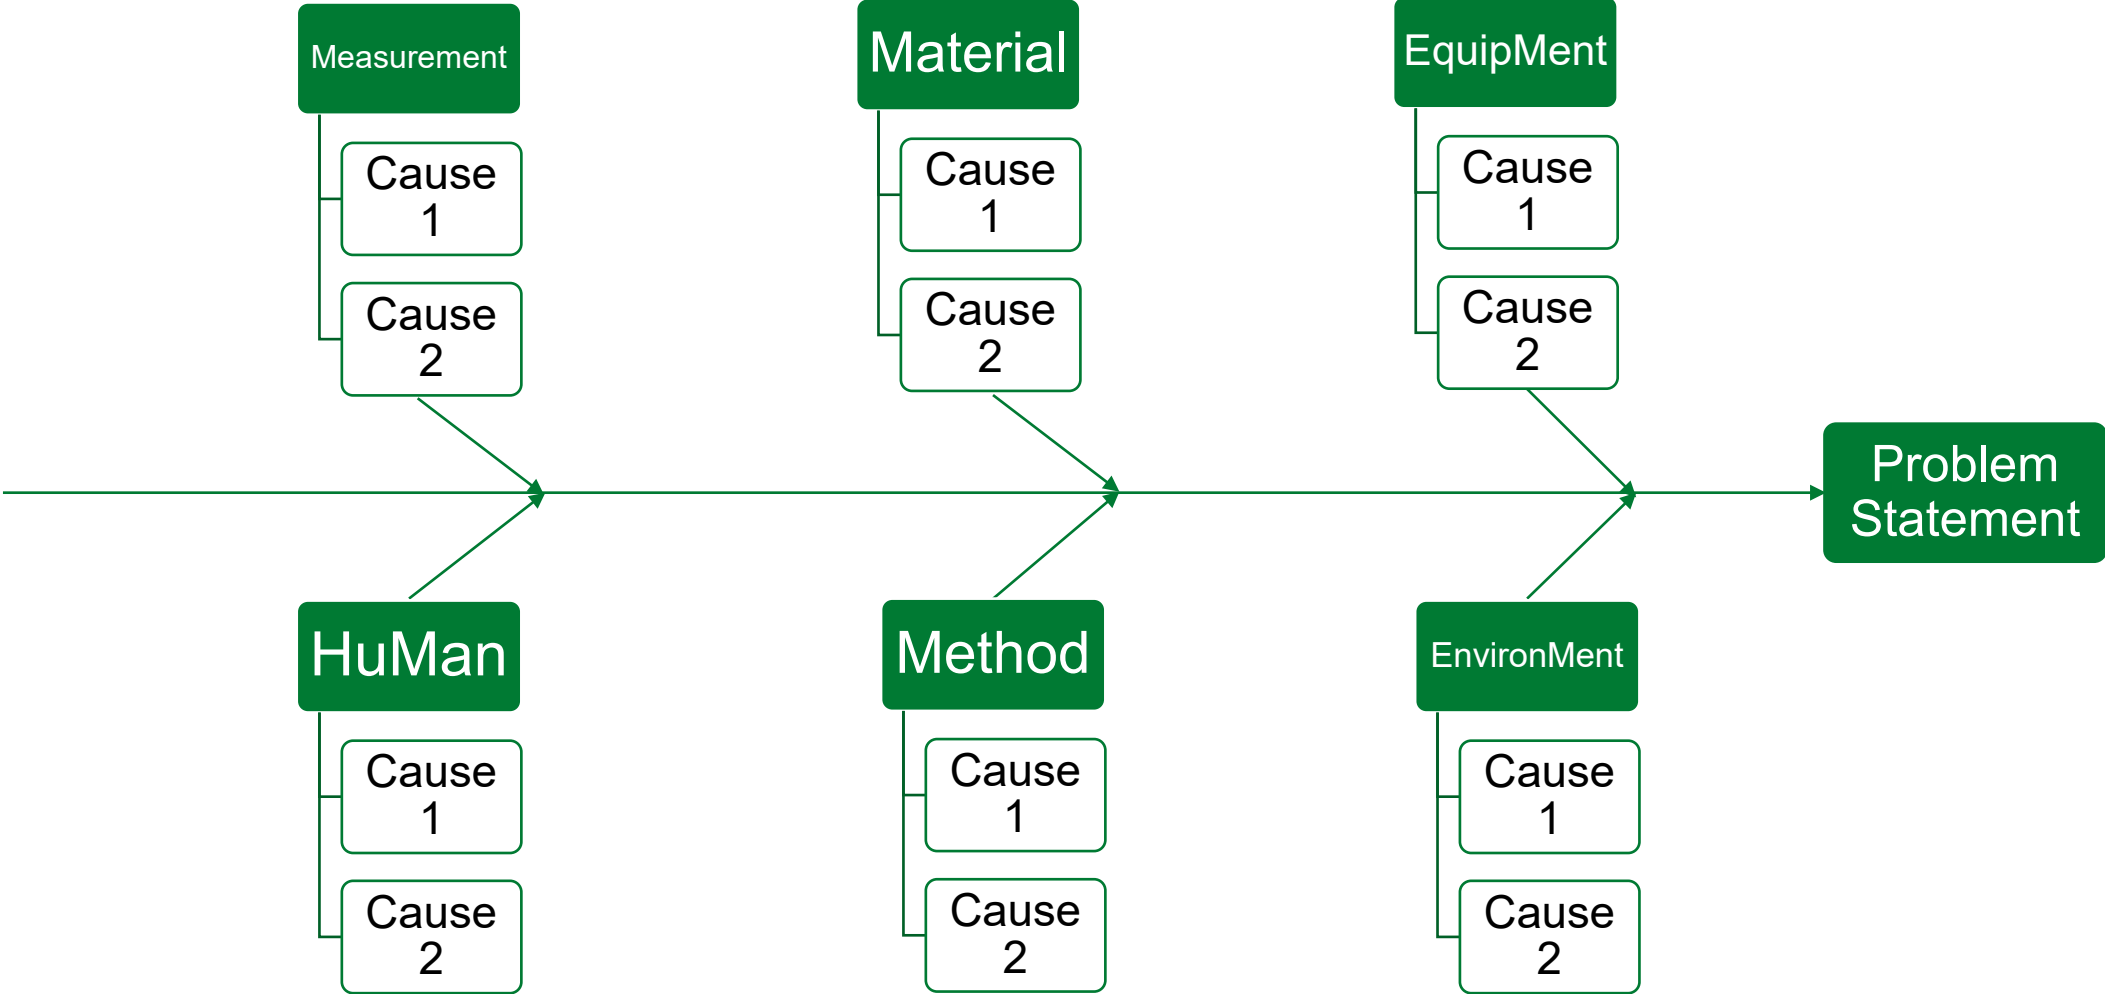 Measurement
Cause
1
Cause
2
Material
Cause
1
Cause
2
EquipMent
Cause
1
Cause
2
Problem
Statement
HuMan
Cause
1
Cause
2
Method
Cause
1
Cause
2
EnvironMent
Cause
1
Cause
2